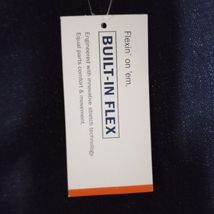 Flexin' on 'em.
BUILT-IN FLEX
Engineered with innovative stretch technology.
Equal parts comfort & movement.